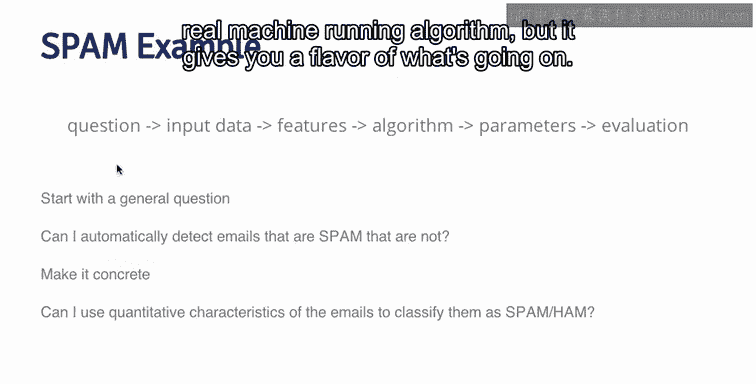 real machine running algorithm, but it
gives you a flavor of what's going on.
SPAM Example
question -> input data -> features -> algorithm -> parameters -> evaluation
Start with a general question
Can I automatically detect emails that are SPAM that are not?
Make it concrete
Can I use quantitative characteristics of the emails to classify them as SPAM/HAM?